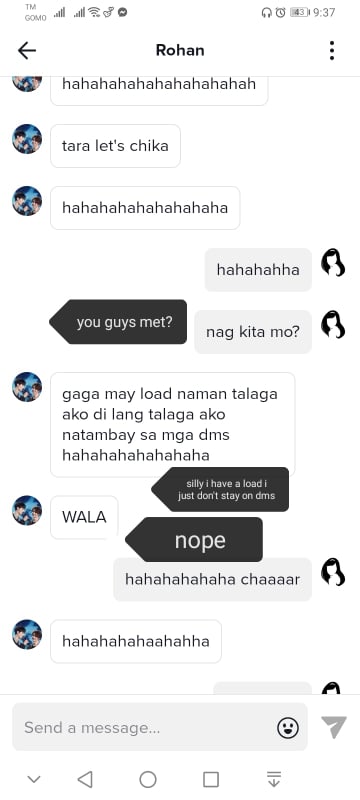 TM
GOMO
43
9:37
Rohan
hahahahahahahahahah
tara let's chika
hahahahahahahahaha
hahahahha
you guys met?
nag kita mo?
gaga may load naman talaga
ako di lang talaga ako
natambay sa mga dms
hahahahahahahaha
silly i have a load i
just don't stay on dms
WALA
nope
hahahahahaha chaaaar
hahahahahaahahha
Send a message...